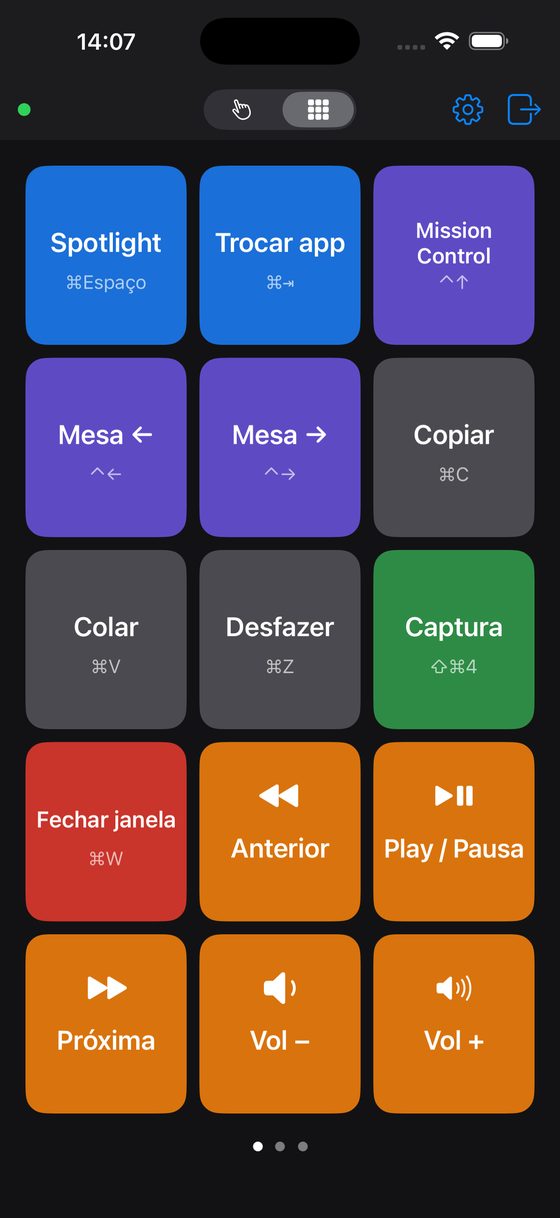 14:07
Spotlight
⌘Espaço
Trocar app
⌘⇥
Mission
Control
^↑
Mesa ←
^←
Mesa →
^→
Copiar
⌘C
Colar
⌘V
Desfazer
⌘Z
Captura
⇧⌘4
Fechar janela
⌘W
Anterior
Play / Pausa
Próxima
Vol −
Vol +